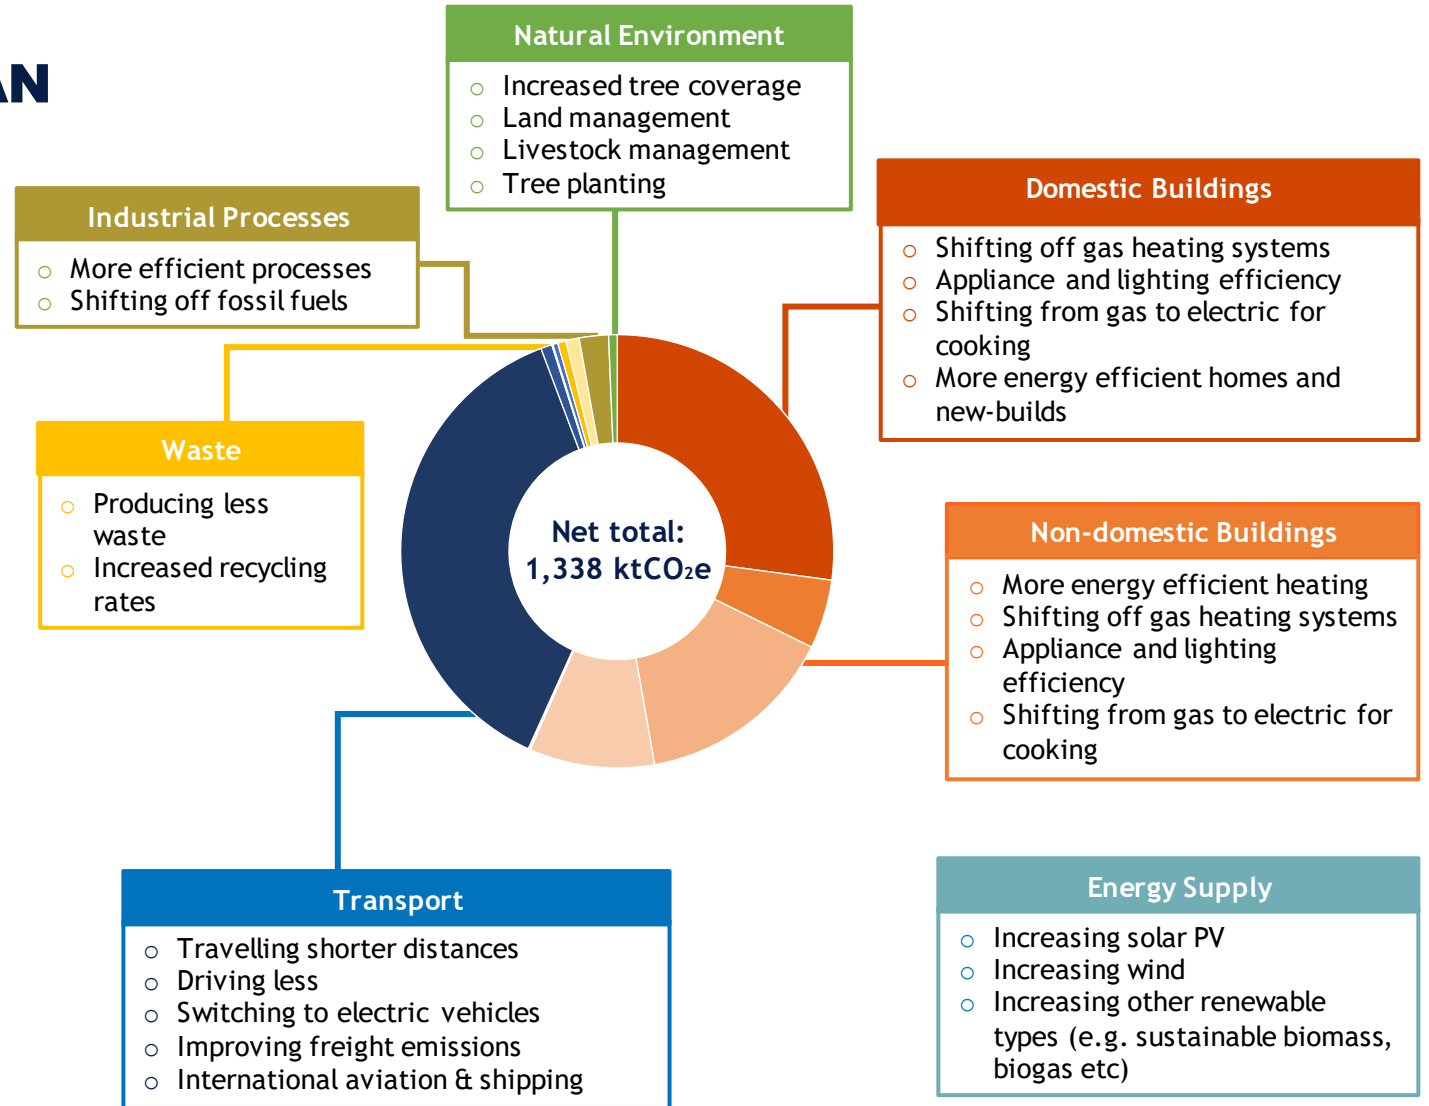 AN
Natural Environment
○ Increased tree coverage
○ Land management
○ Livestock management
○ Tree planting
Industrial Processes
○ More efficient processes
○ Shifting off fossil fuels
Domestic Buildings
○ Shifting off gas heating systems
○ Appliance and lighting efficiency
○ Shifting from gas to electric for
cooking
○ More energy efficient homes and
new-builds
Waste
○ Producing less
waste
○ Increased recycling
rates
Net total:
1,338 ktCO₂e
Non-domestic Buildings
○ More energy efficient heating
○ Shifting off gas heating systems
○ Appliance and lighting
efficiency
○ Shifting from gas to electric for
cooking
Transport
○ Travelling shorter distances
○ Driving less
○ Switching to electric vehicles
○ Improving freight emissions
○ International aviation & shipping
Energy Supply
○ Increasing solar PV
○ Increasing wind
○ Increasing other renewable
types (e.g. sustainable biomass,
biogas etc)